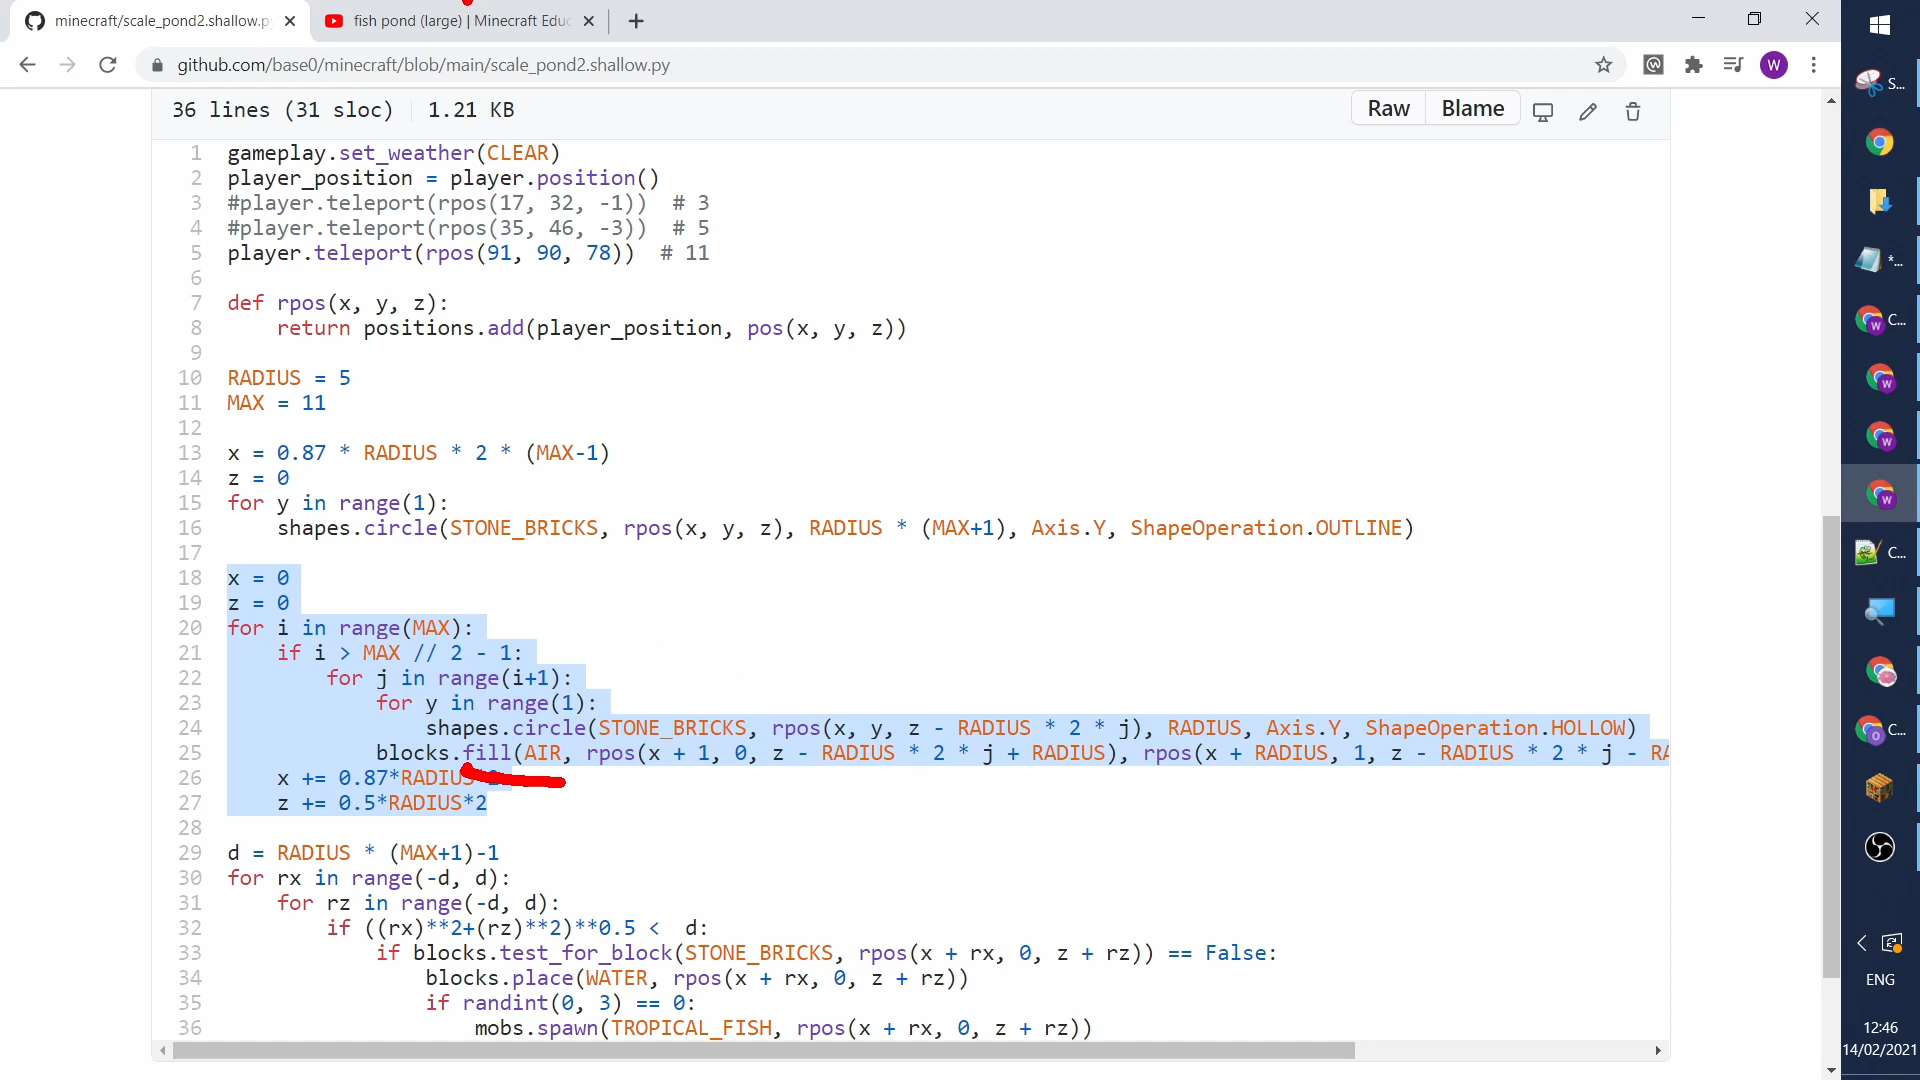 minecraft/scale_pond2.shallow.p
fish pond (large) | Minecraft Educ
github.com/base0/minecraft/blob/main/scale_pond2.shallow.py
W
36 lines (31 sloc) 1.21 KB
Raw Blame
1 gameplay.set_weather(CLEAR)
2 player_position = player.position()
3 #player.teleport(rpos(17, 32, -1)) # 3
4 #player.teleport(rpos(35, 46, -3)) # 5
5 player.teleport(rpos(91, 90, 78)) # 11
6
7 def rpos(x, y, z):
8 return positions.add(player_position, pos(x, y, z))
9
10 RADIUS = 5
11 MAX = 11
12
13 x = 0.87 * RADIUS * 2 * (MAX-1)
14 z = 0
15 for y in range(1):
16 shapes.circle(STONE_BRICKS, rpos(x, y, z), RADIUS * (MAX+1), Axis.Y, ShapeOperation.OUTLINE)
17
18 x = 0
19 z = 0
20 for i in range(MAX):
21 if i > MAX // 2 - 1:
22 for j in range(i+1):
23 for y in range(1):
24 shapes.circle(STONE_BRICKS, rpos(x, y, z - RADIUS * 2 * j), RADIUS, Axis.Y, ShapeOperation.HOLLOW)
25 blocks.fill(AIR, rpos(x + 1, 0, z - RADIUS * 2 * j + RADIUS), rpos(x + RADIUS, 1, z - RADIUS * 2 * j - RA
26 x += 0.87*RADIUS
27 z += 0.5*RADIUS*2
28
29 d = RADIUS * (MAX+1)-1
30 for rx in range(-d, d):
31 for rz in range(-d, d):
32 if ((rx)**2+(rz)**2)**0.5 < d:
33 if blocks.test_for_block(STONE_BRICKS, rpos(x + rx, 0, z + rz)) == False:
34 blocks.place(WATER, rpos(x + rx, 0, z + rz))
35 if randint(0, 3) == 0:
36 mobs.spawn(TROPICAL_FISH, rpos(x + rx, 0, z + rz))
S...
*...
W C...
W
W
W
C...
C...
ENG
12:46
14/02/2021